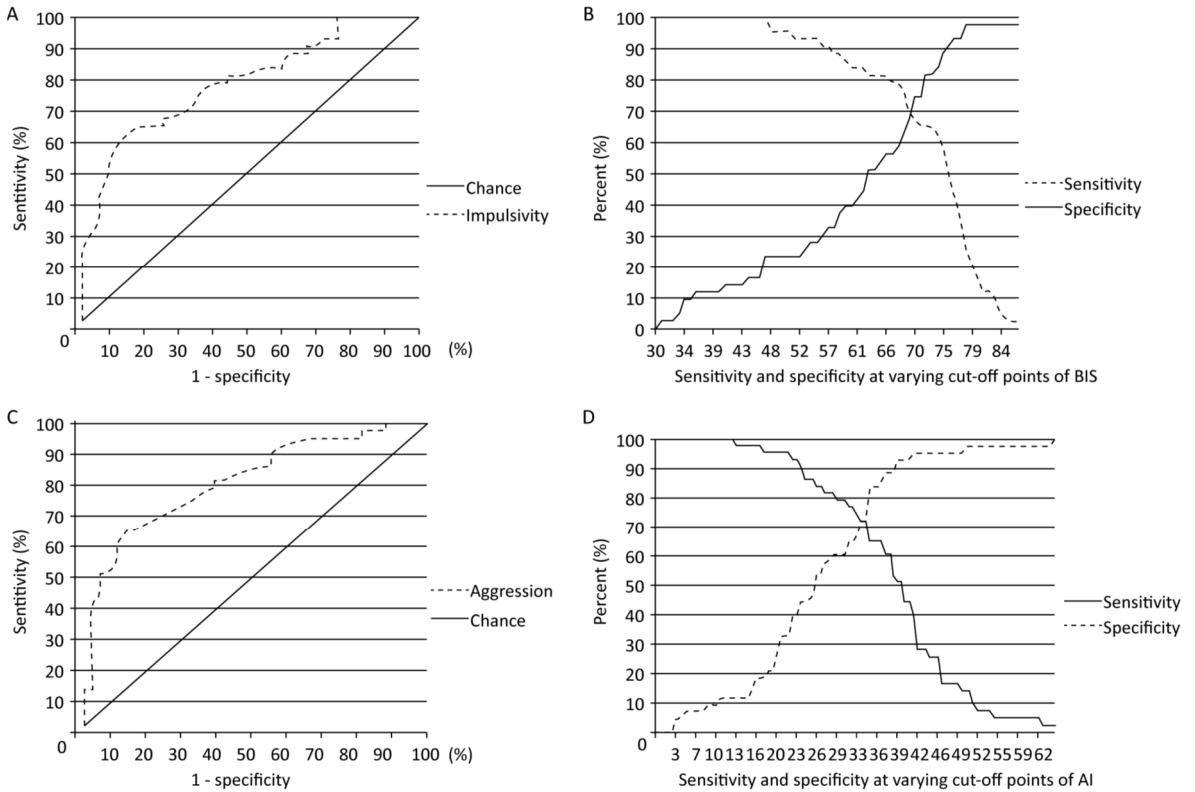 A
100
90
80
70
60
50
40
30
20
10
0
Sentitivity (%)
10 20 30 40 50 60 70 80 90 100 (%)
1 - specificity
Chance
Impulsivity
B
100
90
80
70
60
50
40
30
20
10
0
Percent (%)
30 34 39 43 48 52 57 61 66 70 75 79 84
Sensitivity and specificity at varying cut-off points of BIS
Sensitivity
Specificity
C
100
90
80
70
60
50
40
30
20
10
0
Sentitivity (%)
10 20 30 40 50 60 70 80 90 100 (%)
1 - specificity
Aggression
Chance
D
100
90
80
70
60
50
40
30
20
10
0
Percent (%)
3 7 10 13 16 20 23 26 29 33 36 39 42 46 49 52 55 59 62
Sensitivity and specificity at varying cut-off points of AI
Sensitivity
Specificity